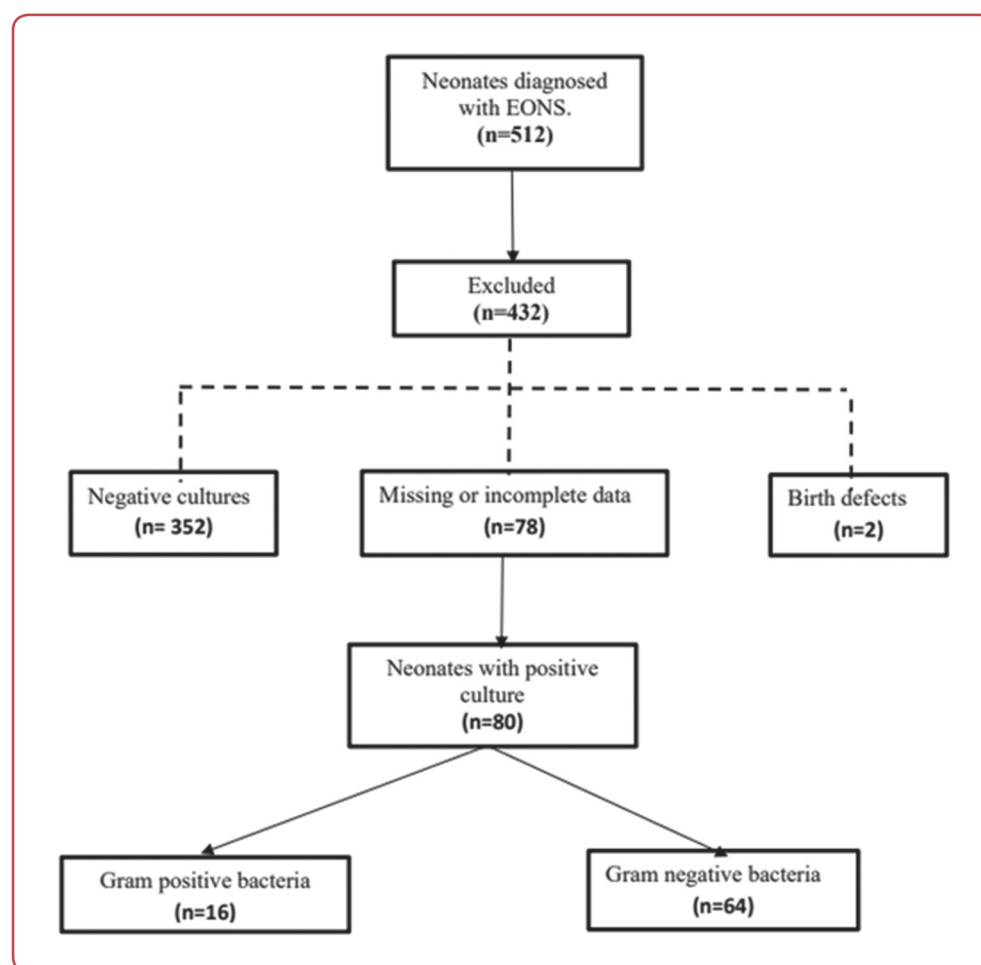 Neonates diagnosed
with EONS.
(n=512)
Excluded
(n=432)
Negative cultures
(n= 352)
Missing or incomplete data
(n=78)
Birth defects
(n=2)
Neonates with positive
culture
(n=80)
Gram positive bacteria
(n=16)
Gram negative bacteria
(n=64)